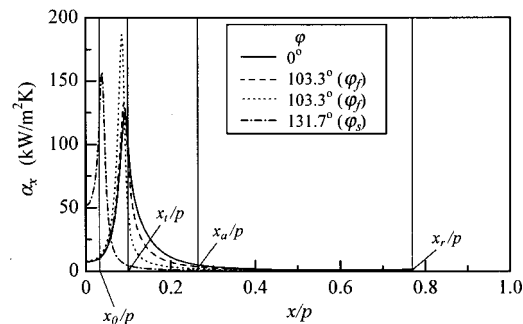 200
150
100
50
0
α_x (kW/m²K)
φ
0°
103.3° (φ_f)
103.3° (φ_f)
131.7° (φ_s)
x_t/p
x_a/p
x_r/p
0.0 0.2 0.4 0.6 0.8 1.0
x_0/p
x/p